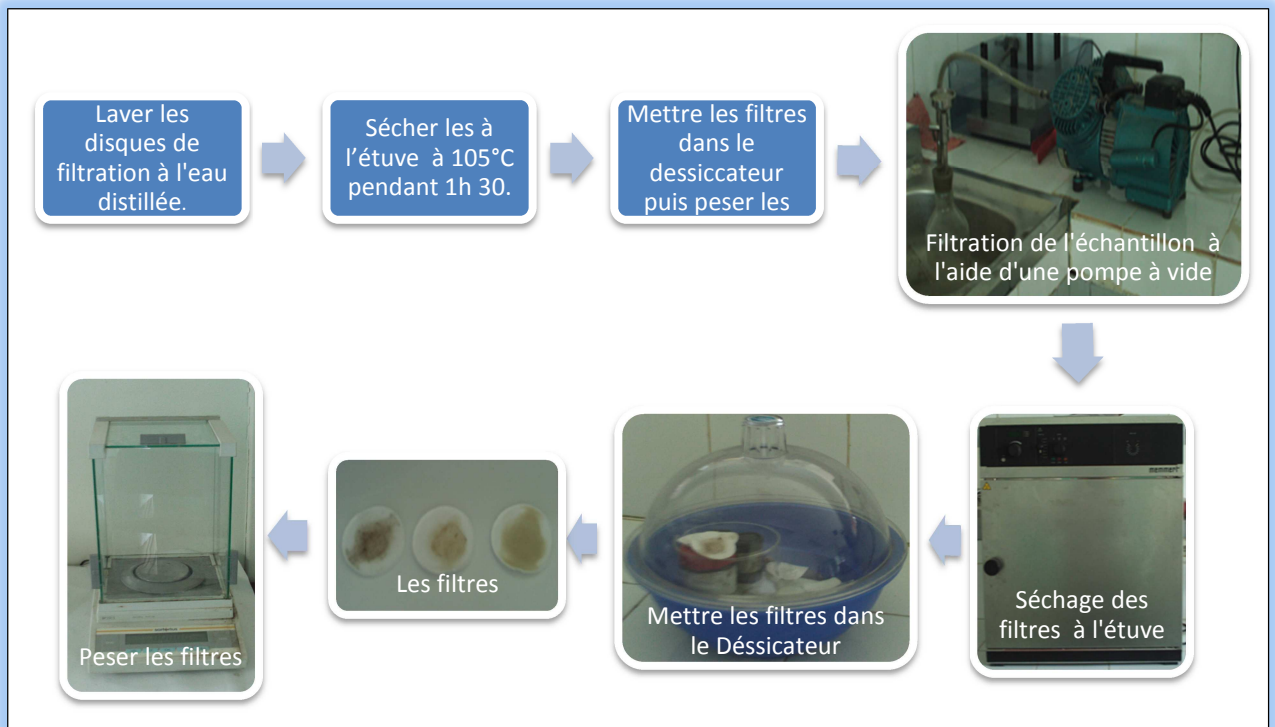 Laver les
disques de
filtration à l'eau
distillée.
Sécher les à
l’étuve à 105°C
pendant 1h 30.
Mettre les filtres
dans le
dessiccateur
puis peser les
Filtration de l'échantillon à
l'aide d'une pompe à vide
memmert
Séchage des
filtres à l'étuve
Mettre les filtres dans
le Déssicateur
Les filtres
Peser les filtres